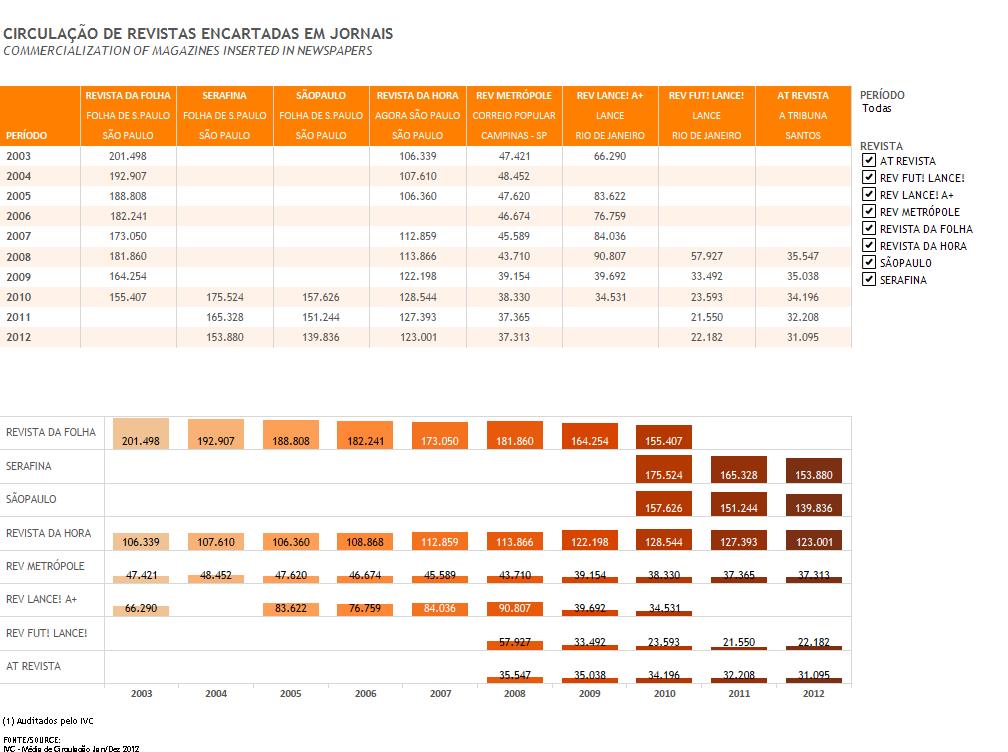 CIRCULAÇÃO DE REVISTAS ENCARTADAS EM JORNAIS
COMMERCIALIZATION OF MAGAZINES INSERTED IN NEWSPAPERS
REVISTA DA FOLHA SERAFINA SÃOPAULO REVISTA DA HORA REV METRÓPOLE REV LANCE! A+ REV FUT! LANCE! AT REVISTA
FOLHA DE S.PAULO FOLHA DE S.PAULO FOLHA DE S.PAULO AGORA SÃO PAULO CORREIO POPULAR LANCE LANCE A TRIBUNA
PERÍODO SÃO PAULO SÃO PAULO SÃO PAULO SÃO PAULO CAMPINAS - SP RIO DE JANEIRO RIO DE JANEIRO SANTOS
2003 201.498 106.339 47.421 66.290
2004 192.907 107.610 48.452
2005 188.808 106.360 47.620 83.622
2006 182.241 46.674 76.759
2007 173.050 112.859 45.589 84.036
2008 181.860 113.866 43.710 90.807 57.927 35.547
2009 164.254 122.198 39.154 39.692 33.492 35.038
2010 155.407 175.524 157.626 128.544 38.330 34.531 23.593 34.196
2011 165.328 151.244 127.393 37.365 21.550 32.208
2012 153.880 139.836 123.001 37.313 22.182 31.095
PERÍODO
Todas
REVISTA
AT REVISTA
REV FUT! LANCE!
REV LANCE! A+
REV METRÓPOLE
REVISTA DA FOLHA
REVISTA DA HORA
SÃOPAULO
SERAFINA
REVISTA DA FOLHA 201.498 192.907 188.808 182.241 173.050 181.860 164.254 155.407
SERAFINA 175.524 165.328 153.880
SÃOPAULO 157.626 151.244 139.836
REVISTA DA HORA 106.339 107.610 106.360 108.868 112.859 113.866 122.198 128.544 127.393 123.001
REV METRÓPOLE 47.421 48.452 47.620 46.674 45.589 43.710 39.154 38.330 37.365 37.313
REV LANCE! A+ 66.290 83.622 76.759 84.036 90.807 39.692 34.531
REV FUT! LANCE! 57.927 33.492 23.593 21.550 22.182
AT REVISTA 35.547 35.038 34.196 32.208 31.095
2003 2004 2005 2006 2007 2008 2009 2010 2011 2012
(1) Auditados pelo IVC
FONTE/SOURCE:
IVC - Média de Circulação Jan/Dez 2012